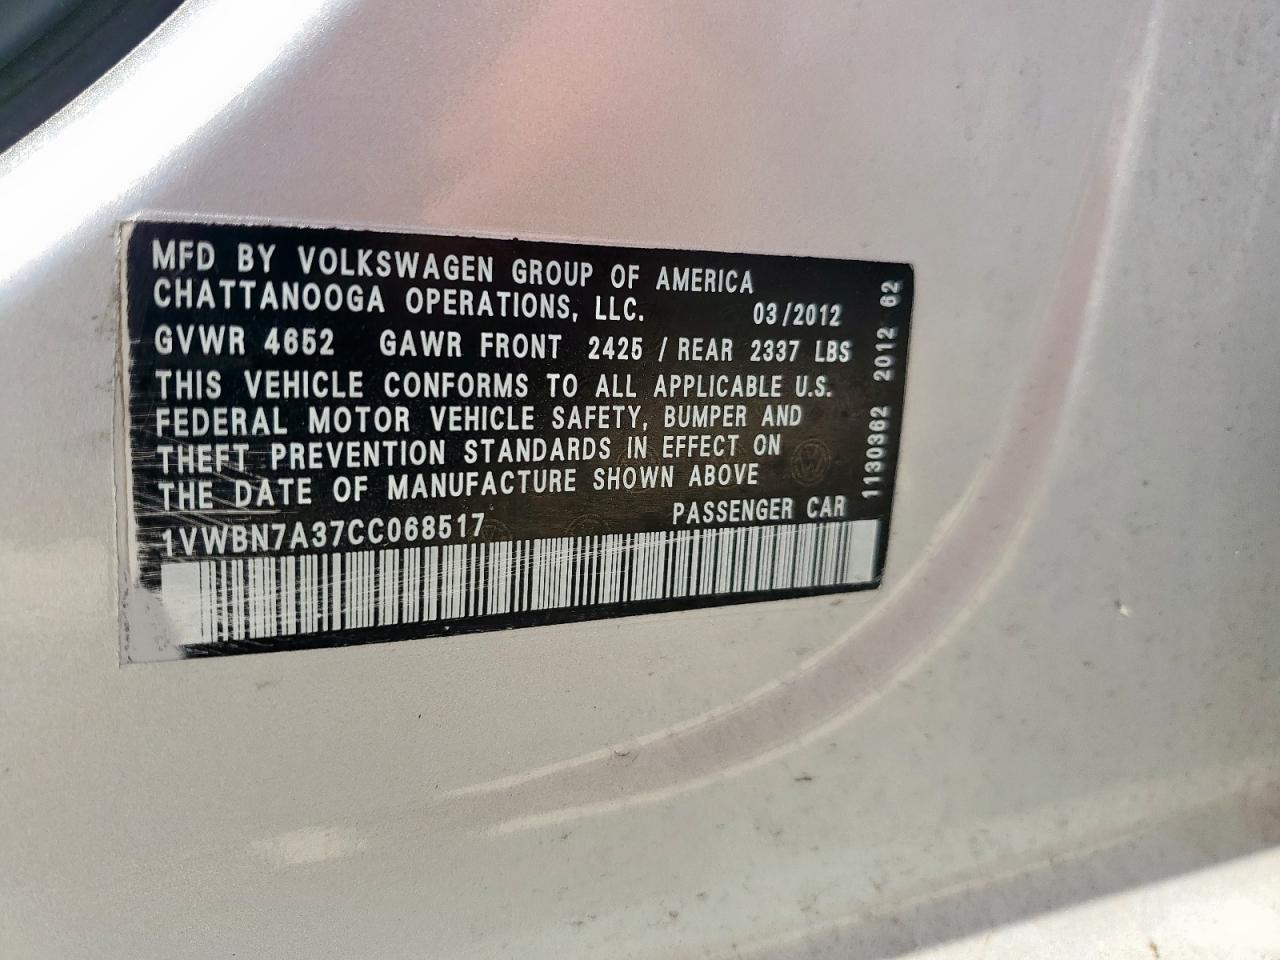 MFD BY VOLKSWAGEN GROUP OF AMERICA
CHATTANOOGA OPERATIONS, LLC. 03/2012
GVWR 4652 GAWR FRONT 2425 / REAR 2337 LBS
THIS VEHICLE CONFORMS TO ALL APPLICABLE U.S.
FEDERAL MOTOR VEHICLE SAFETY, BUMPER AND
THEFT PREVENTION STANDARDS IN EFFECT ON
THE DATE OF MANUFACTURE SHOWN ABOVE
1VWBN7A37CC068517 PASSENGER CAR
1130362 2012 62